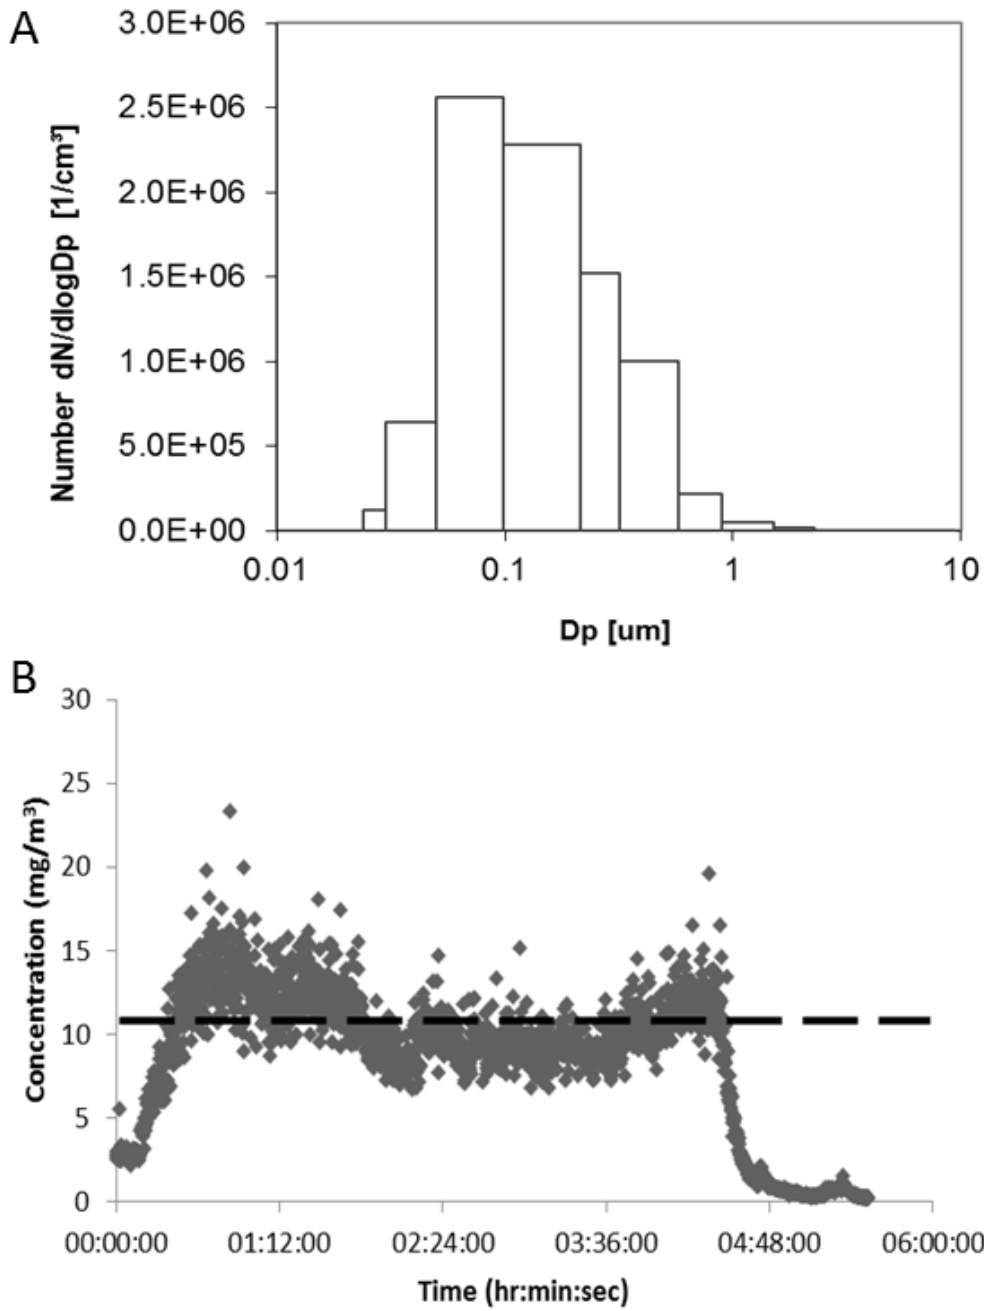 A
Number dN/dlogDp [1/cm³]
3.0E+06
2.5E+06
2.0E+06
1.5E+06
1.0E+06
5.0E+05
0.0E+00
0.01 0.1 1 10
Dp [um]
B
Concentration (mg/m³)
30
25
20
15
10
5
0
00:00:00 01:12:00 02:24:00 03:36:00 04:48:00 06:00:00
Time (hr:min:sec)